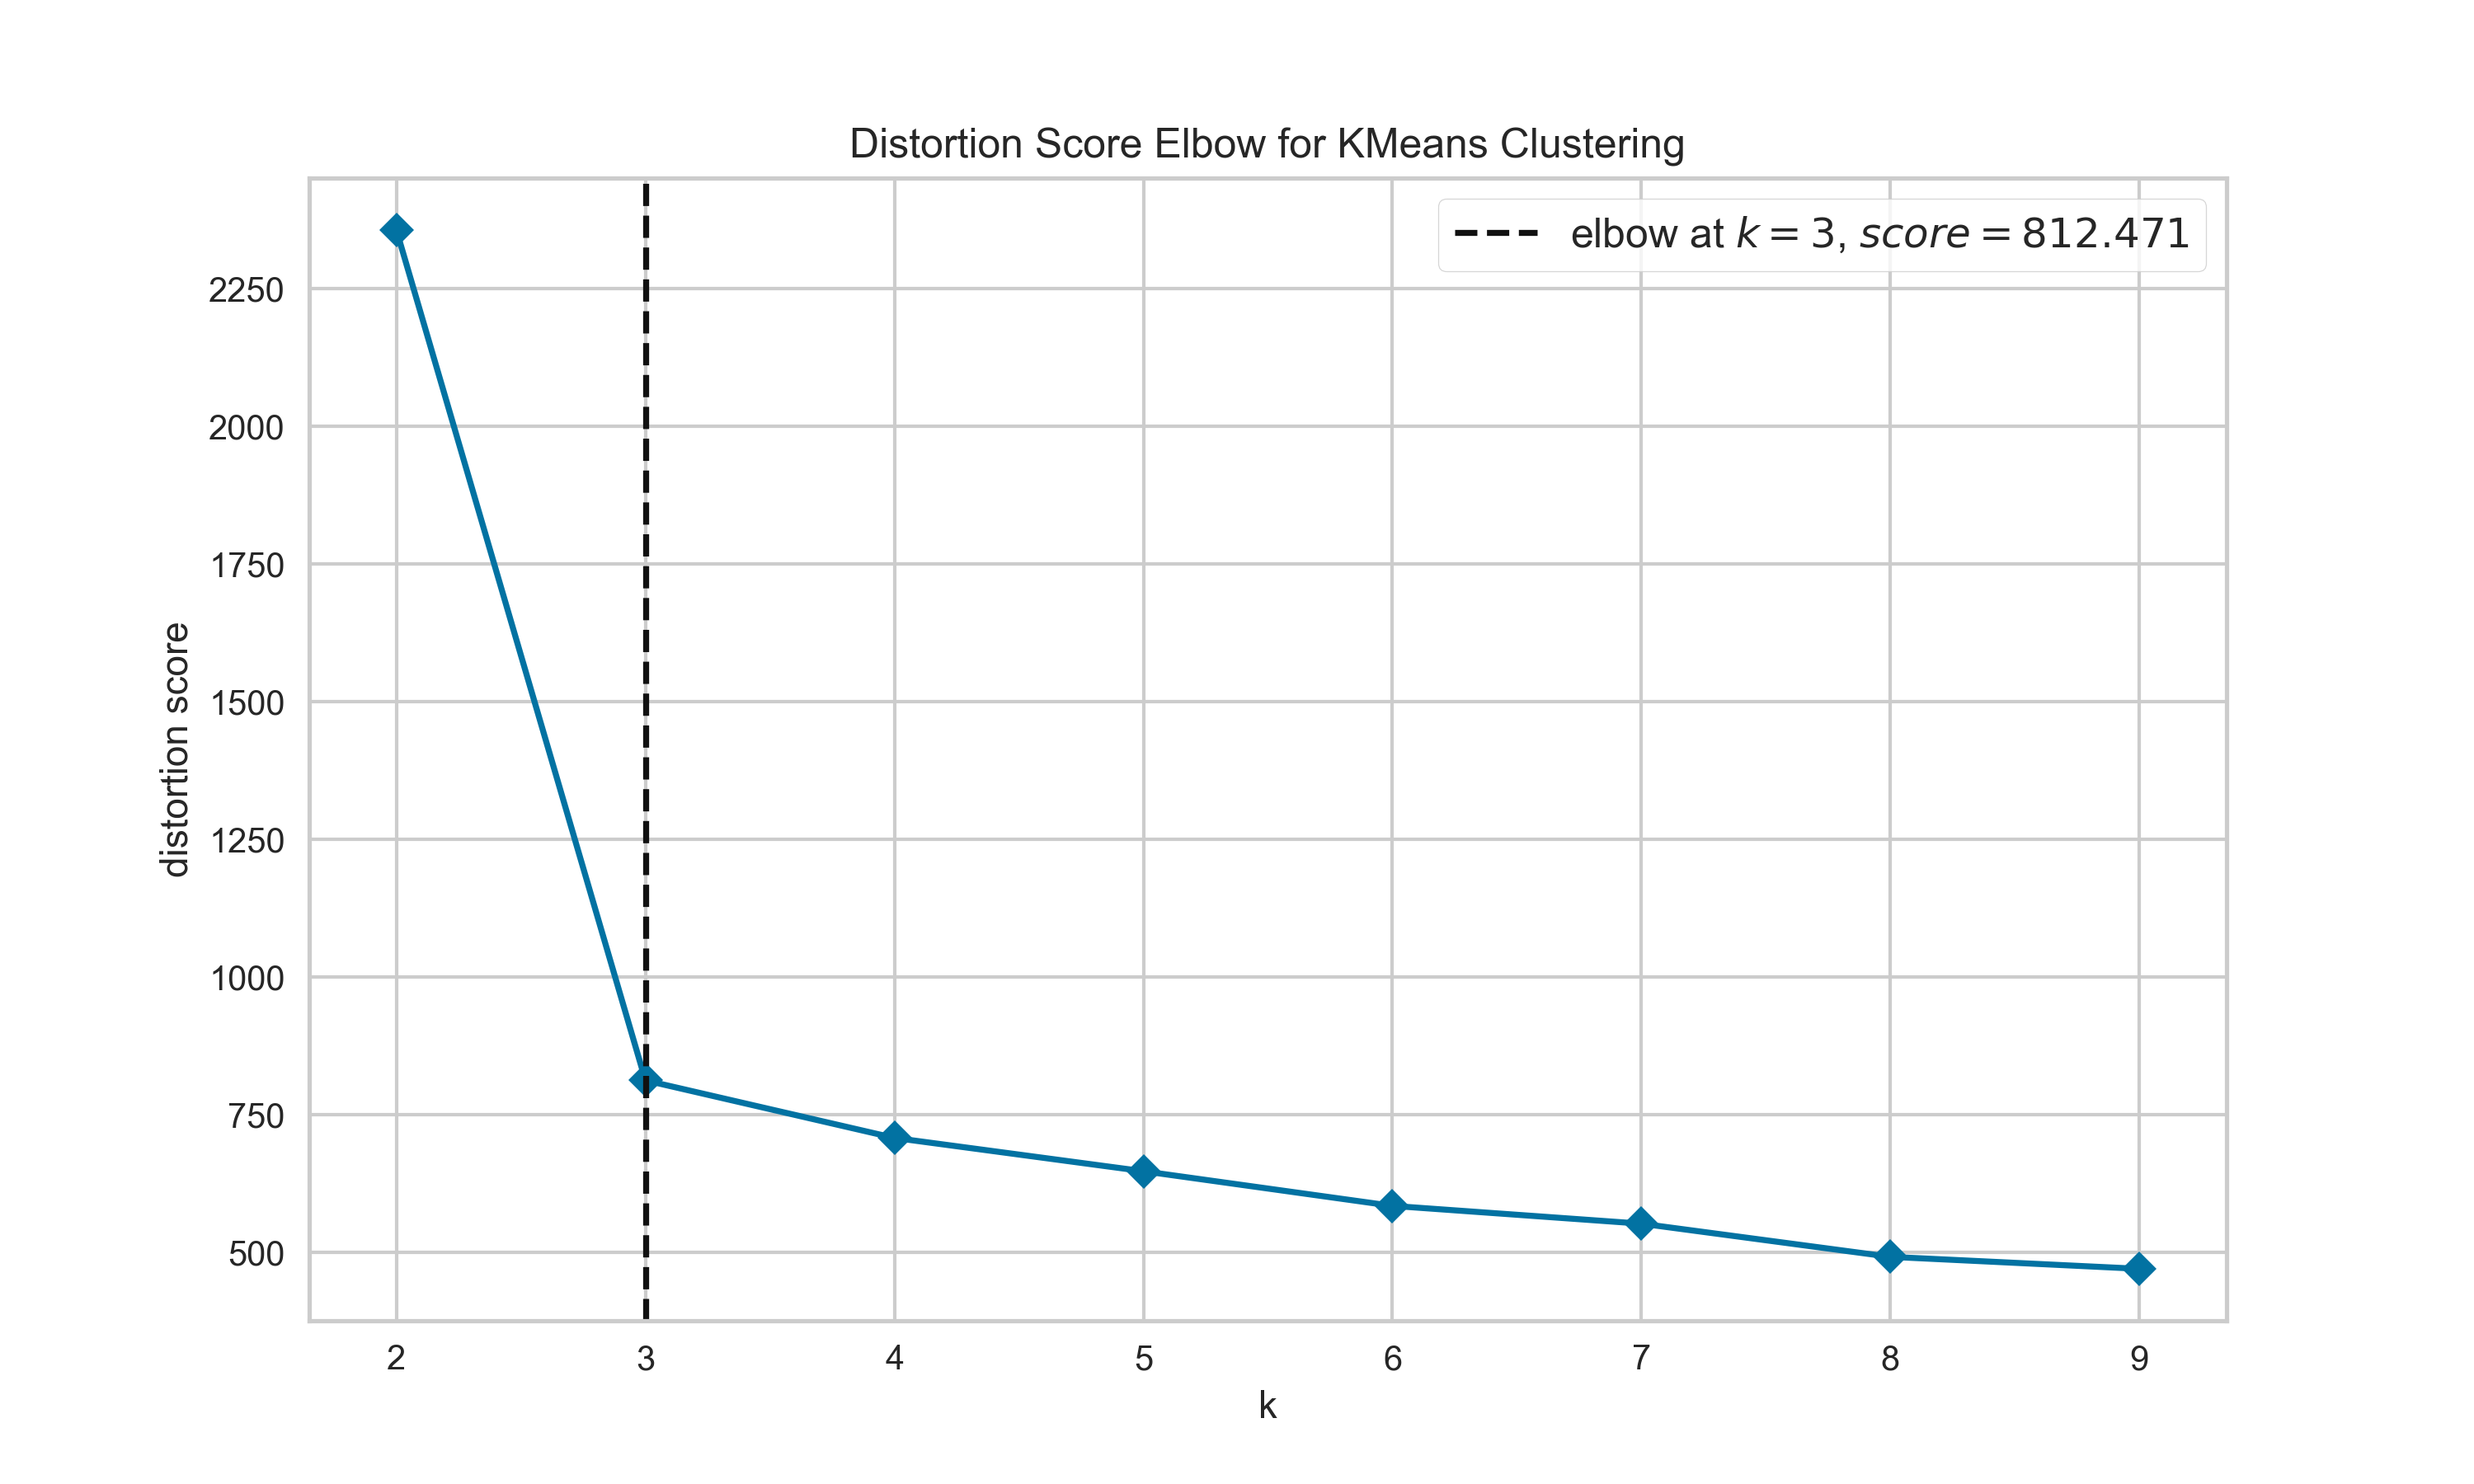 Distortion Score Elbow for KMeans Clustering
elbow at k = 3, score = 812.471
2250
2000
1750
1500
1250
1000
750
500
distortion score
2 3 4 5 6 7 8 9
k